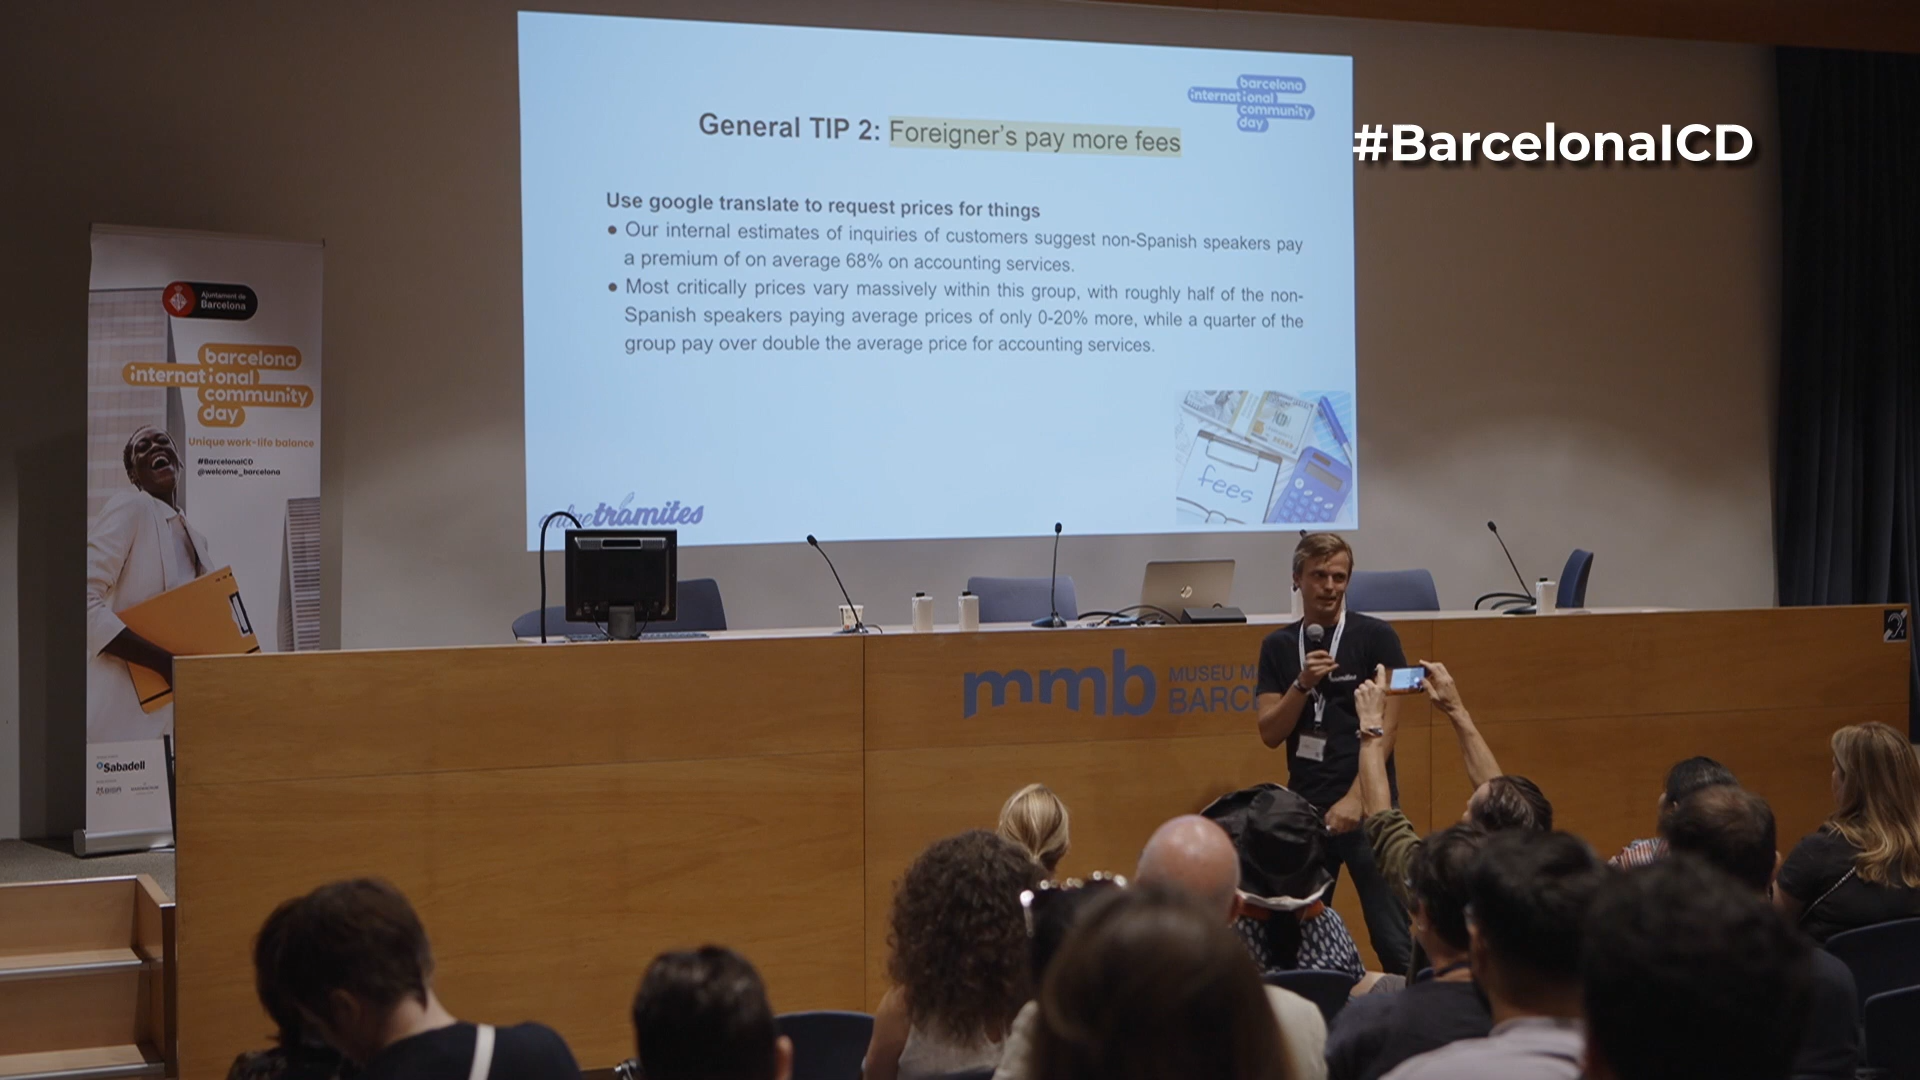 barcelona
international
community
day
General TIP 2: Foreigner's pay more fees
#BarcelonaICD
Use google translate to request prices for things
● Our internal estimates of inquiries of customers suggest non-Spanish speakers pay
a premium of on average 68% on accounting services.
● Most critically prices vary massively within this group, with roughly half of the non-
Spanish speakers paying average prices of only 0-20% more, while a quarter of the
group pay over double the average price for accounting services.
fees
entretramites
Ajuntament de
Barcelona
barcelona
international
community
day
Unique work-life balance
#BarcelonaICD
@welcome_barcelona
Sabadell
mmb
MUSEU M
BARCE